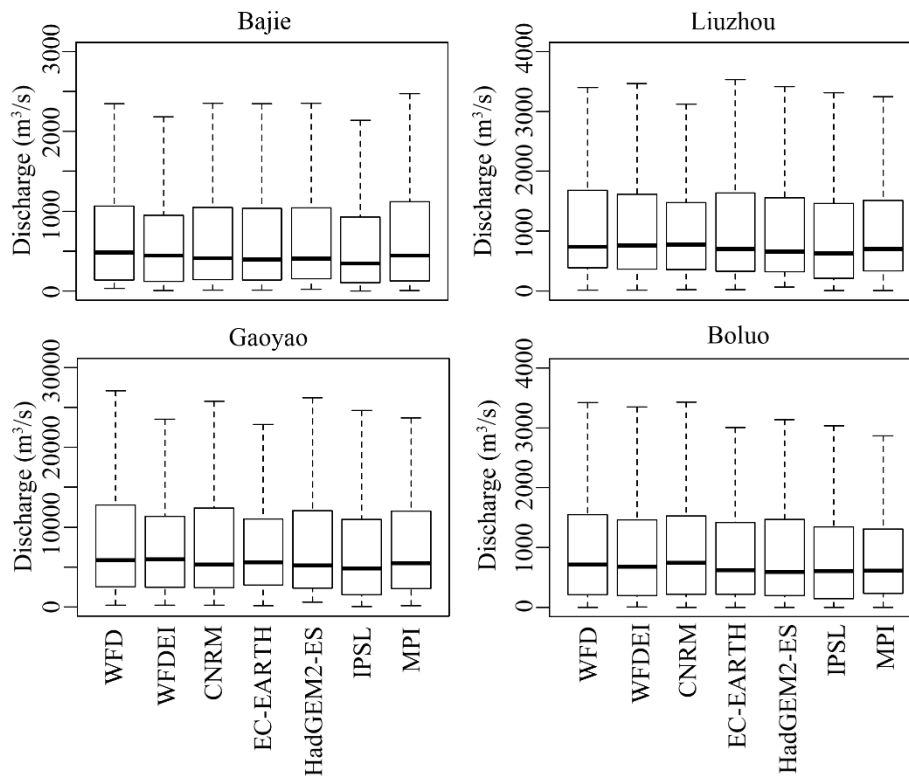 Bajie
Discharge (m³/s)
3000
2000
1000
0
Liuzhou
Discharge (m³/s)
4000
3000
2000
1000
0
Gaoyao
Discharge (m³/s)
30000
20000
10000
0
WFD
WFDEI
CNRM
EC-EARTH
HadGEM2-ES
IPSL
MPI
Boluo
Discharge (m³/s)
4000
3000
2000
1000
0
WFD
WFDEI
CNRM
EC-EARTH
HadGEM2-ES
IPSL
MPI